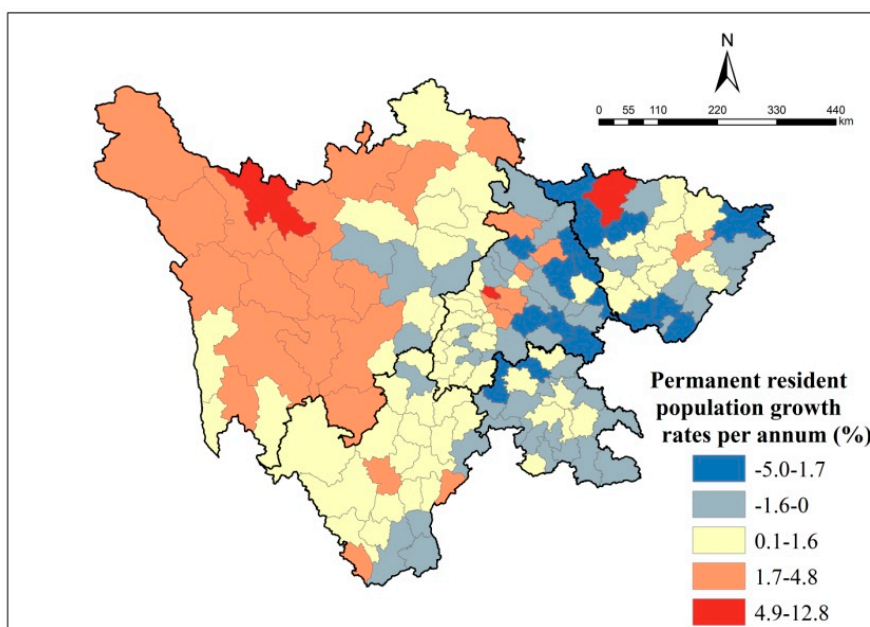 N
0 55 110 220 330 440
km
Permanent resident
population growth
rates per annum (%)
-5.0-1.7
-1.6-0
0.1-1.6
1.7-4.8
4.9-12.8